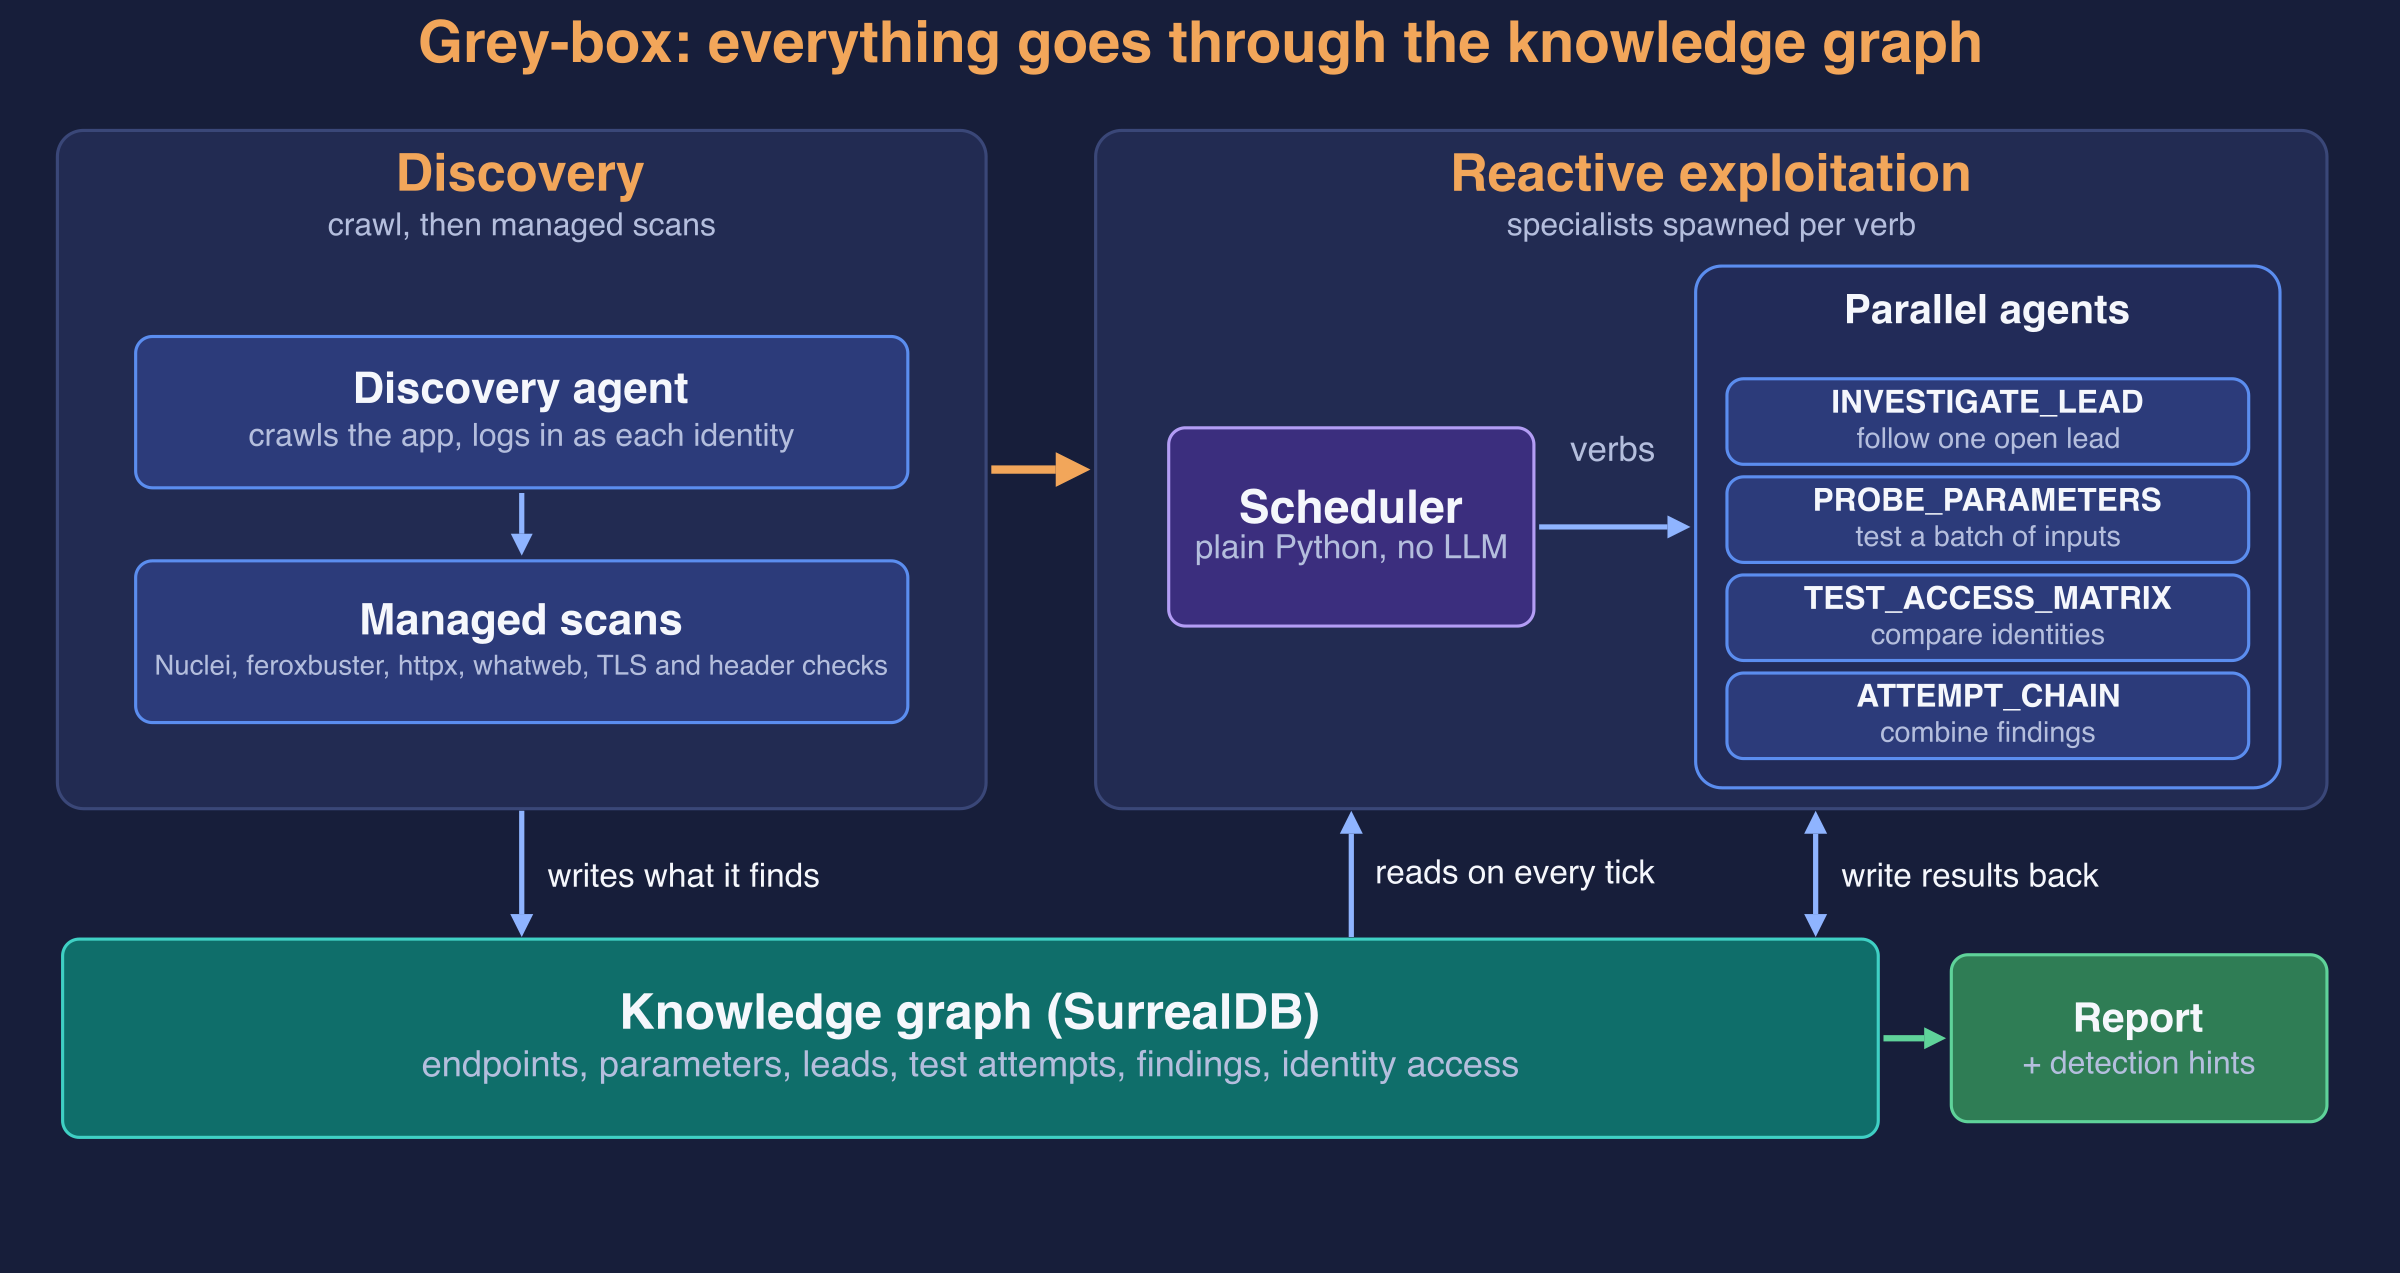 Grey-box: everything goes through the knowledge graph
Discovery
crawl, then managed scans
Discovery agent
crawls the app, logs in as each identity
Managed scans
Nuclei, feroxbuster, httpx, whatweb, TLS and header checks
Reactive exploitation
specialists spawned per verb
Scheduler
plain Python, no LLM
verbs
Parallel agents
INVESTIGATE_LEAD
follow one open lead
PROBE_PARAMETERS
test a batch of inputs
TEST_ACCESS_MATRIX
compare identities
ATTEMPT_CHAIN
combine findings
writes what it finds
reads on every tick
write results back
Knowledge graph (SurrealDB)
endpoints, parameters, leads, test attempts, findings, identity access
Report
+ detection hints